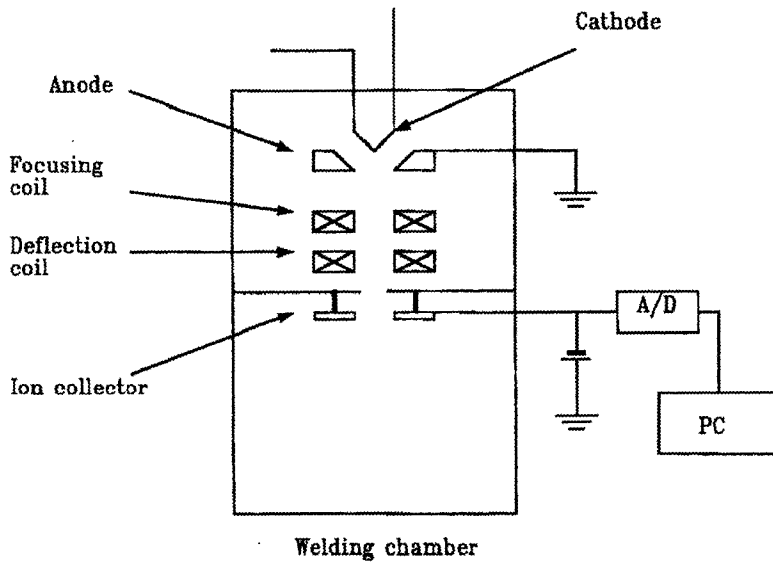 Cathode
Anode
Focusing
coil
Deflection
coil
A/D
Ion collector
PC
Welding chamber